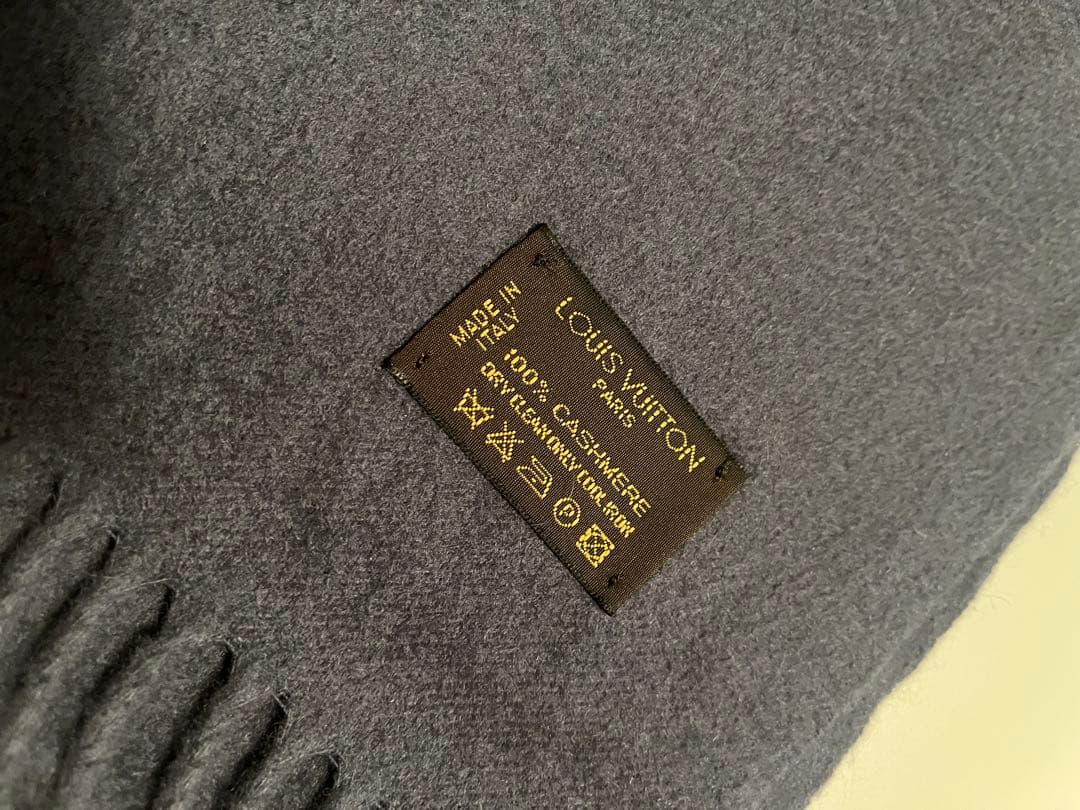 LOUIS VUITTON
PARIS
100% CASHMERE
DRY CLEAN ONLY COOL IRON
P
MADE IN
ITALY